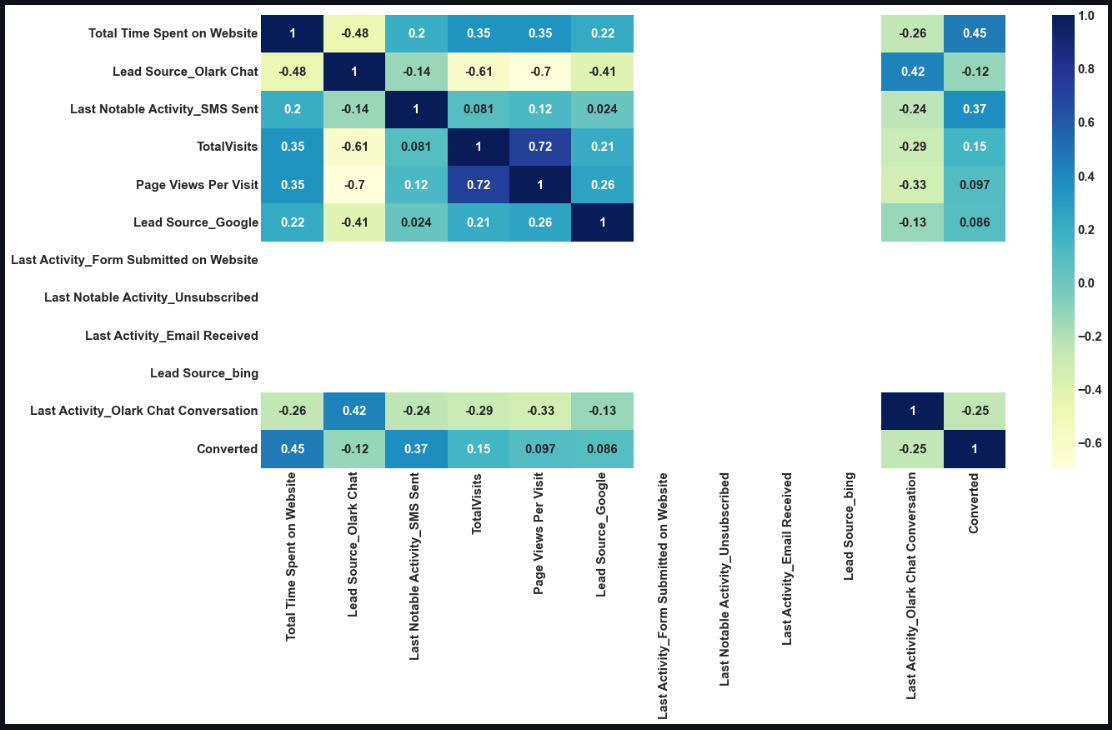 Total Time Spent on Website 1 -0.48 0.2 0.35 0.35 0.22 -0.26 0.45
Lead Source_Olark Chat -0.48 1 -0.14 -0.61 -0.7 -0.41 0.42 -0.12
Last Notable Activity_SMS Sent 0.2 -0.14 1 0.081 0.12 0.024 -0.24 0.37
TotalVisits 0.35 -0.61 0.081 1 0.72 0.21 -0.29 0.15
Page Views Per Visit 0.35 -0.7 0.12 0.72 1 0.26 -0.33 0.097
Lead Source_Google 0.22 -0.41 0.024 0.21 0.26 1 -0.13 0.086
Last Activity_Form Submitted on Website
Last Notable Activity_Unsubscribed
Last Activity_Email Received
Lead Source_bing
Last Activity_Olark Chat Conversation -0.26 0.42 -0.24 -0.29 -0.33 -0.13 1 -0.25
Converted 0.45 -0.12 0.37 0.15 0.097 0.086 -0.25 1
Total Time Spent on Website
Lead Source_Olark Chat
Last Notable Activity_SMS Sent
TotalVisits
Page Views Per Visit
Lead Source_Google
Last Activity_Form Submitted on Website
Last Notable Activity_Unsubscribed
Last Activity_Email Received
Lead Source_bing
Last Activity_Olark Chat Conversation
Converted
1.0
0.8
0.6
0.4
0.2
0.0
−0.2
−0.4
−0.6